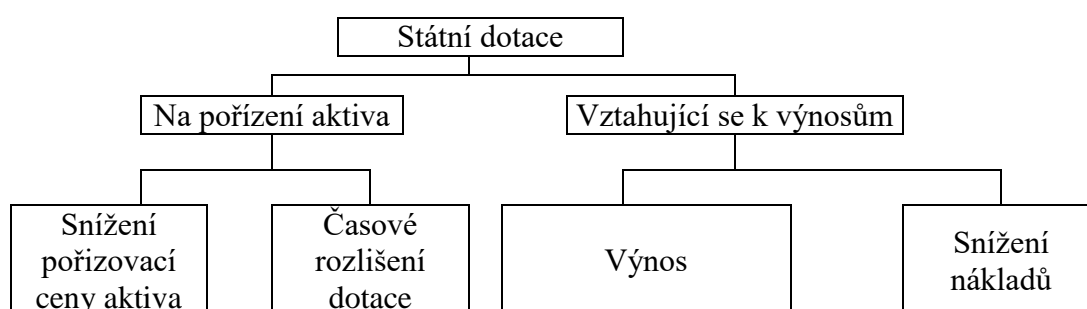 Státní dotace
Na pořízení aktiva
Vztahující se k výnosům
Snížení
pořizovací
ceny aktiva
Časové
rozlišení
dotace
Výnos
Snížení
nákladů